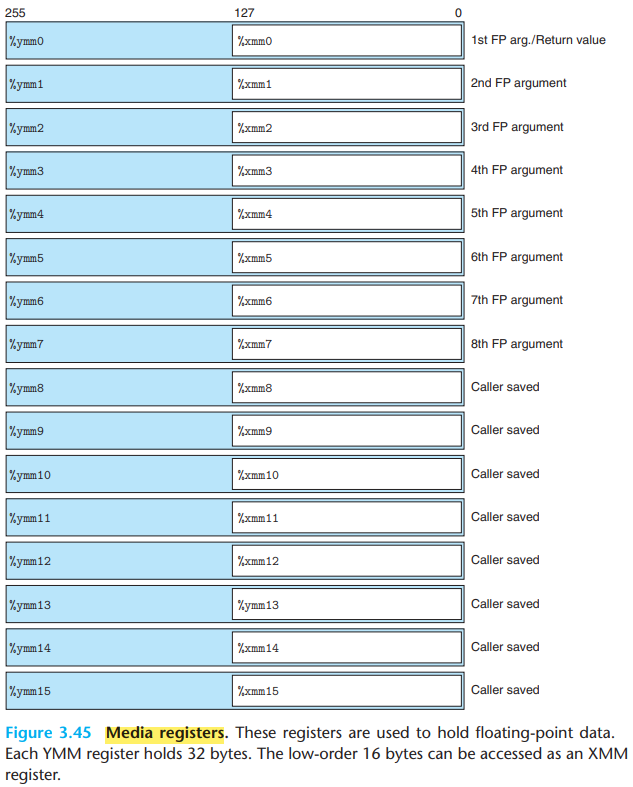 255 127 0
%ymm0 %xmm0 1st FP arg./Return value
%ymm1 %xmm1 2nd FP argument
%ymm2 %xmm2 3rd FP argument
%ymm3 %xmm3 4th FP argument
%ymm4 %xmm4 5th FP argument
%ymm5 %xmm5 6th FP argument
%ymm6 %xmm6 7th FP argument
%ymm7 %xmm7 8th FP argument
%ymm8 %xmm8 Caller saved
%ymm9 %xmm9 Caller saved
%ymm10 %xmm10 Caller saved
%ymm11 %xmm11 Caller saved
%ymm12 %xmm12 Caller saved
%ymm13 %ymm13 Caller saved
%ymm14 %xmm14 Caller saved
%ymm15 %xmm15 Caller saved
Figure 3.45 Media registers. These registers are used to hold floating-point data.
Each YMM register holds 32 bytes. The low-order 16 bytes can be accessed as an XMM
register.